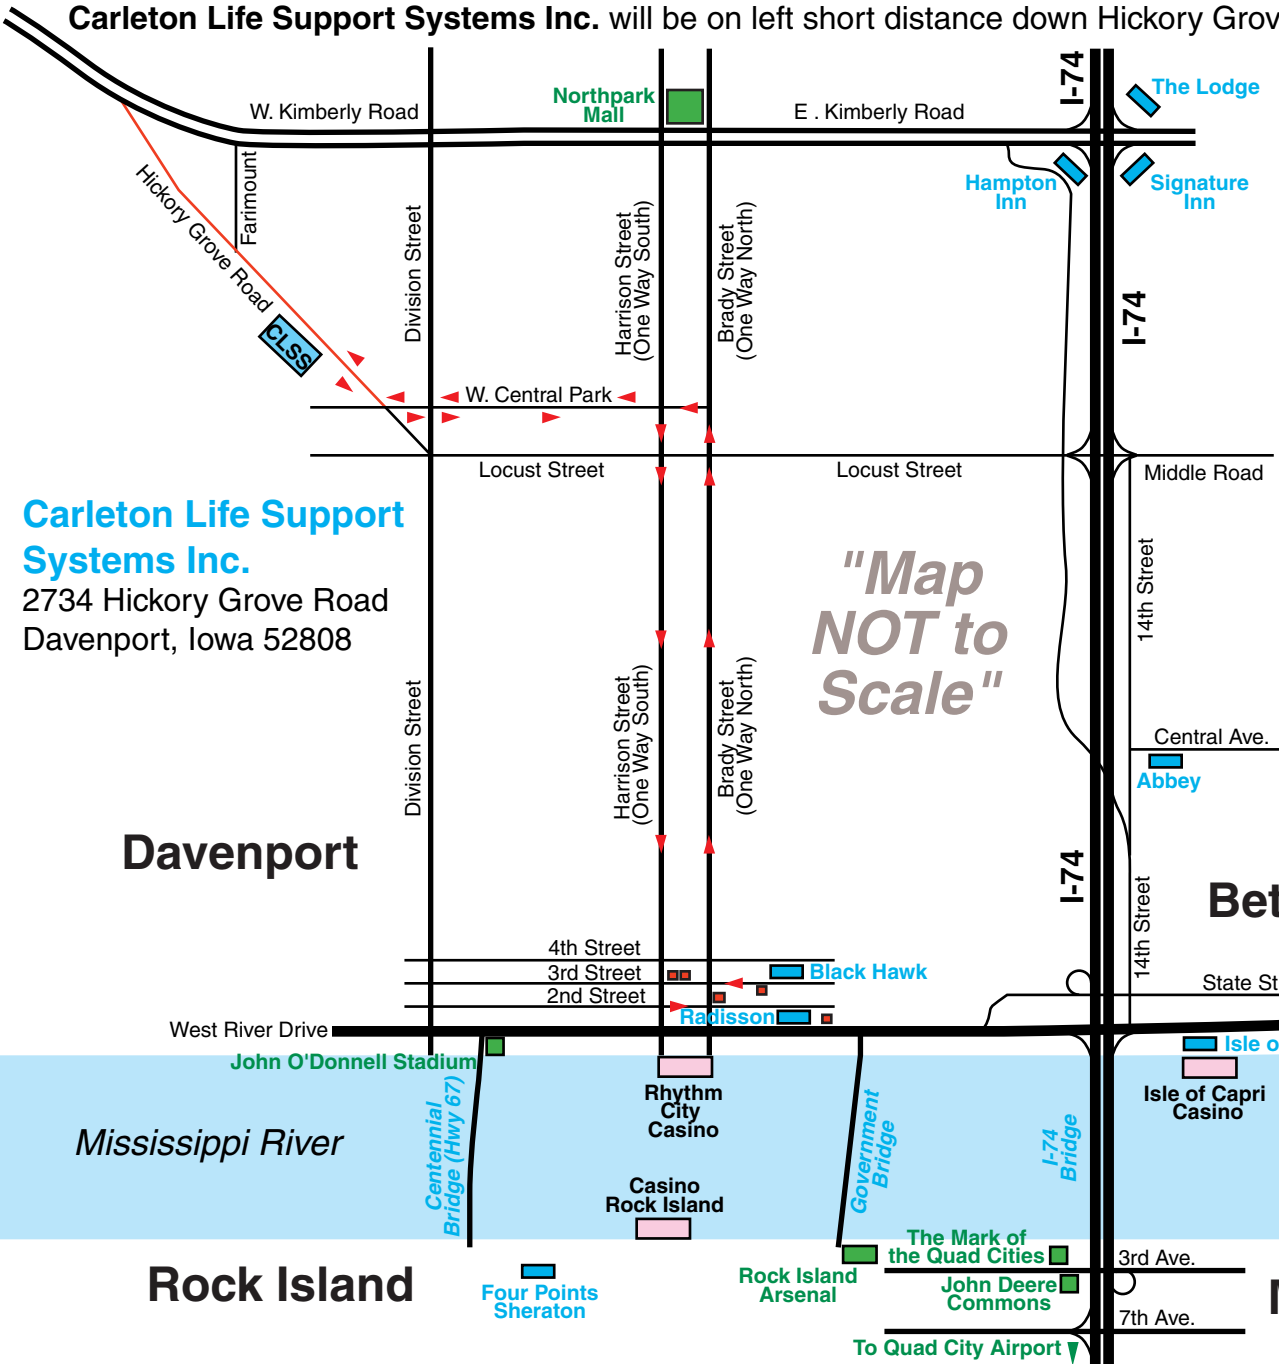 Carleton Life Support Systems Inc. will be on left short distance down Hickory Grov
I-74
The Lodge
Northpark
Mall
W. Kimberly Road
E . Kimberly Road
Hampton
Inn
Signature
Inn
Farimount
Hickory Grove Road
Division Street
Harrison Street
(One Way South)
Brady Street
(One Way North)
I-74
CLSS
W. Central Park
Locust Street
Locust Street
Middle Road
Carleton Life Support
Systems Inc.
2734 Hickory Grove Road
Davenport, Iowa 52808
"Map
NOT to
Scale"
14th Street
Division Street
Harrison Street
(One Way South)
Brady Street
(One Way North)
Central Ave.
Abbey
Davenport
I-74
Bet
14th Street
4th Street
3rd Street
2nd Street
Black Hawk
Radisson
State St
West River Drive
John O'Donnell Stadium
Isle o
Rhythm
City
Casino
Isle of Capri
Casino
Mississippi River
Centennial
Bridge (Hwy 67)
Government
Bridge
I-74
Bridge
Casino
Rock Island
The Mark of
the Quad Cities
3rd Ave.
Rock Island
Four Points
Sheraton
Rock Island
Arsenal
John Deere
Commons
7th Ave.
To Quad City Airport